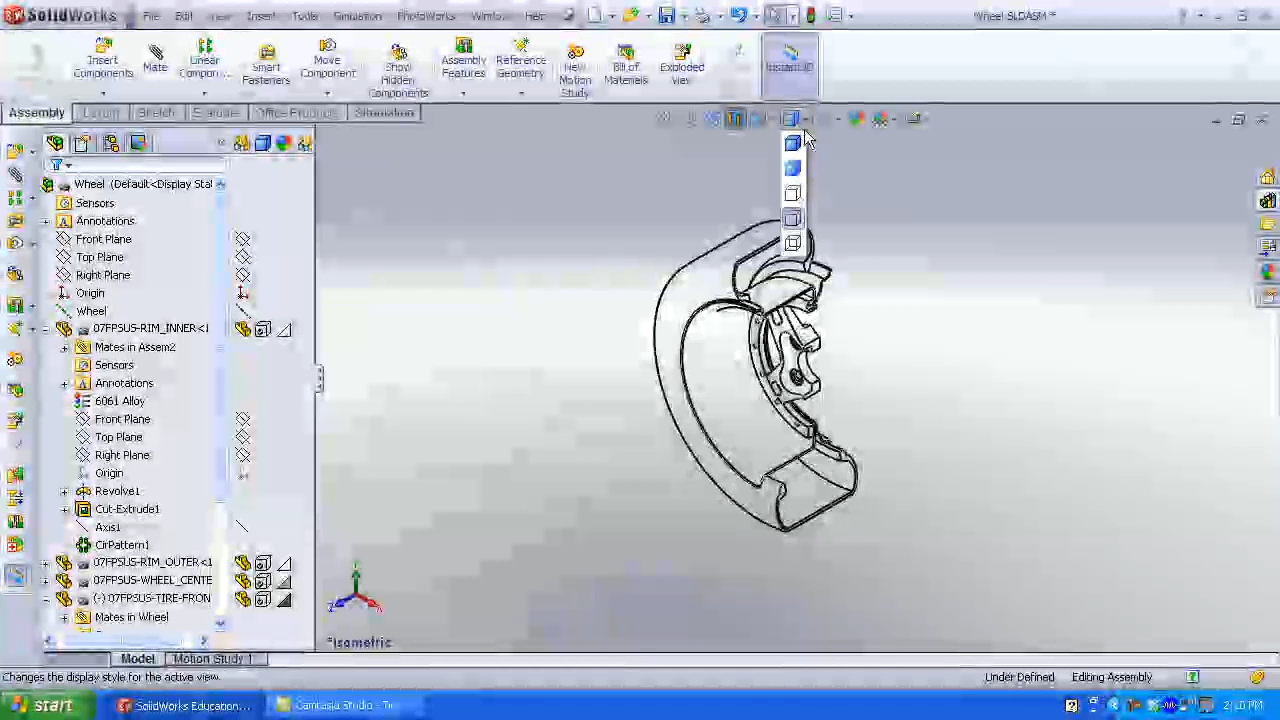 SolidWorks File Edit View Insert Toolbox Simulation PhotoWorks Window Help Wheel.SLDASM *
Insert Components
Mate
Linear Compon...
Smart Fasteners
Move Component
Show Hidden Components
Assembly Features
Reference Geometry
New Motion Study
Bill of Materials
Exploded View
Instant3D
Assembly Layout Sketch Evaluate Office Products Simulation
Wheel (Default<Display Stat
Sensors
Annotations
Front Plane
Top Plane
Right Plane
Origin
Wheel
07FPSUS-RIM_INNER<1
Mates in Assem2
Sensors
Annotations
6061 Alloy
Front Plane
Top Plane
Right Plane
Origin
Revolve1
Cut-Extrude1
Axis1
CirPattern1
07FPSUS-RIM_OUTER<1
07FPSUS-WHEEL_CENTE
(-) 07FPSUS-TIRE-FRON
Mates in Wheel
*Isometric
Model Motion Study 1
Changes the display style for the active view. Under Defined Editing Assembly
start SolidWorks Education... Camtasia Studio -